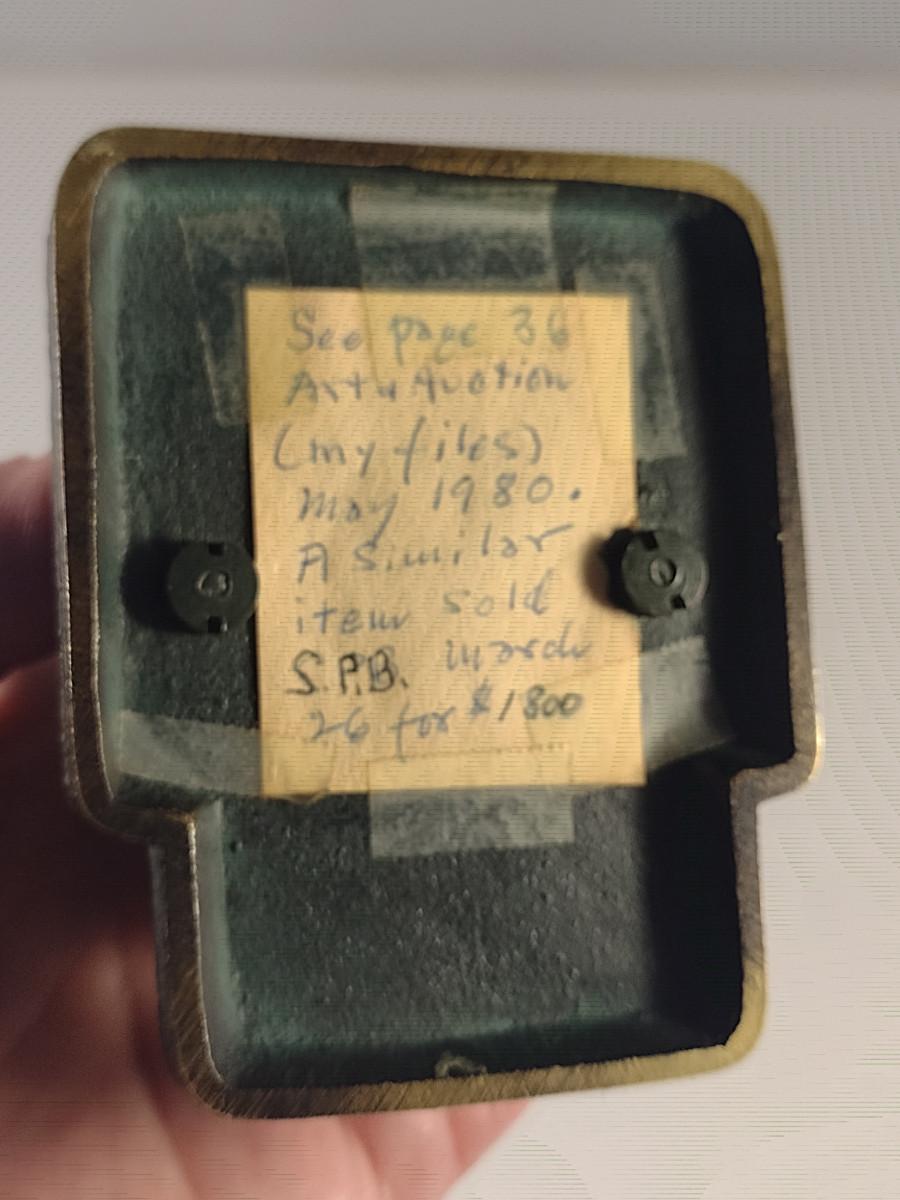 See page 36
Art & Auction
(my files)
May 1980.
A similar
item sold
S.P.B. March
26 for $1800